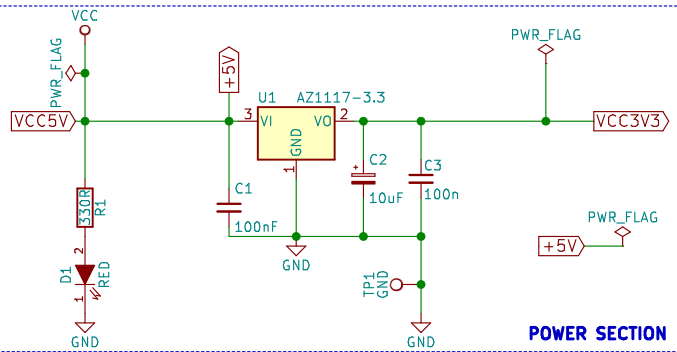 VCC
PWR_FLAG
PWR_FLAG
+5V
U1 AZ1117-3.3
VCC5V
3 VI VO 2
VCC3V3
GND
1
C2
10uF
C3
100n
330R
R1
C1
100nF
PWR_FLAG
+5V
GND
2
D1
RED
1
TP1
GND
GND
GND
POWER SECTION